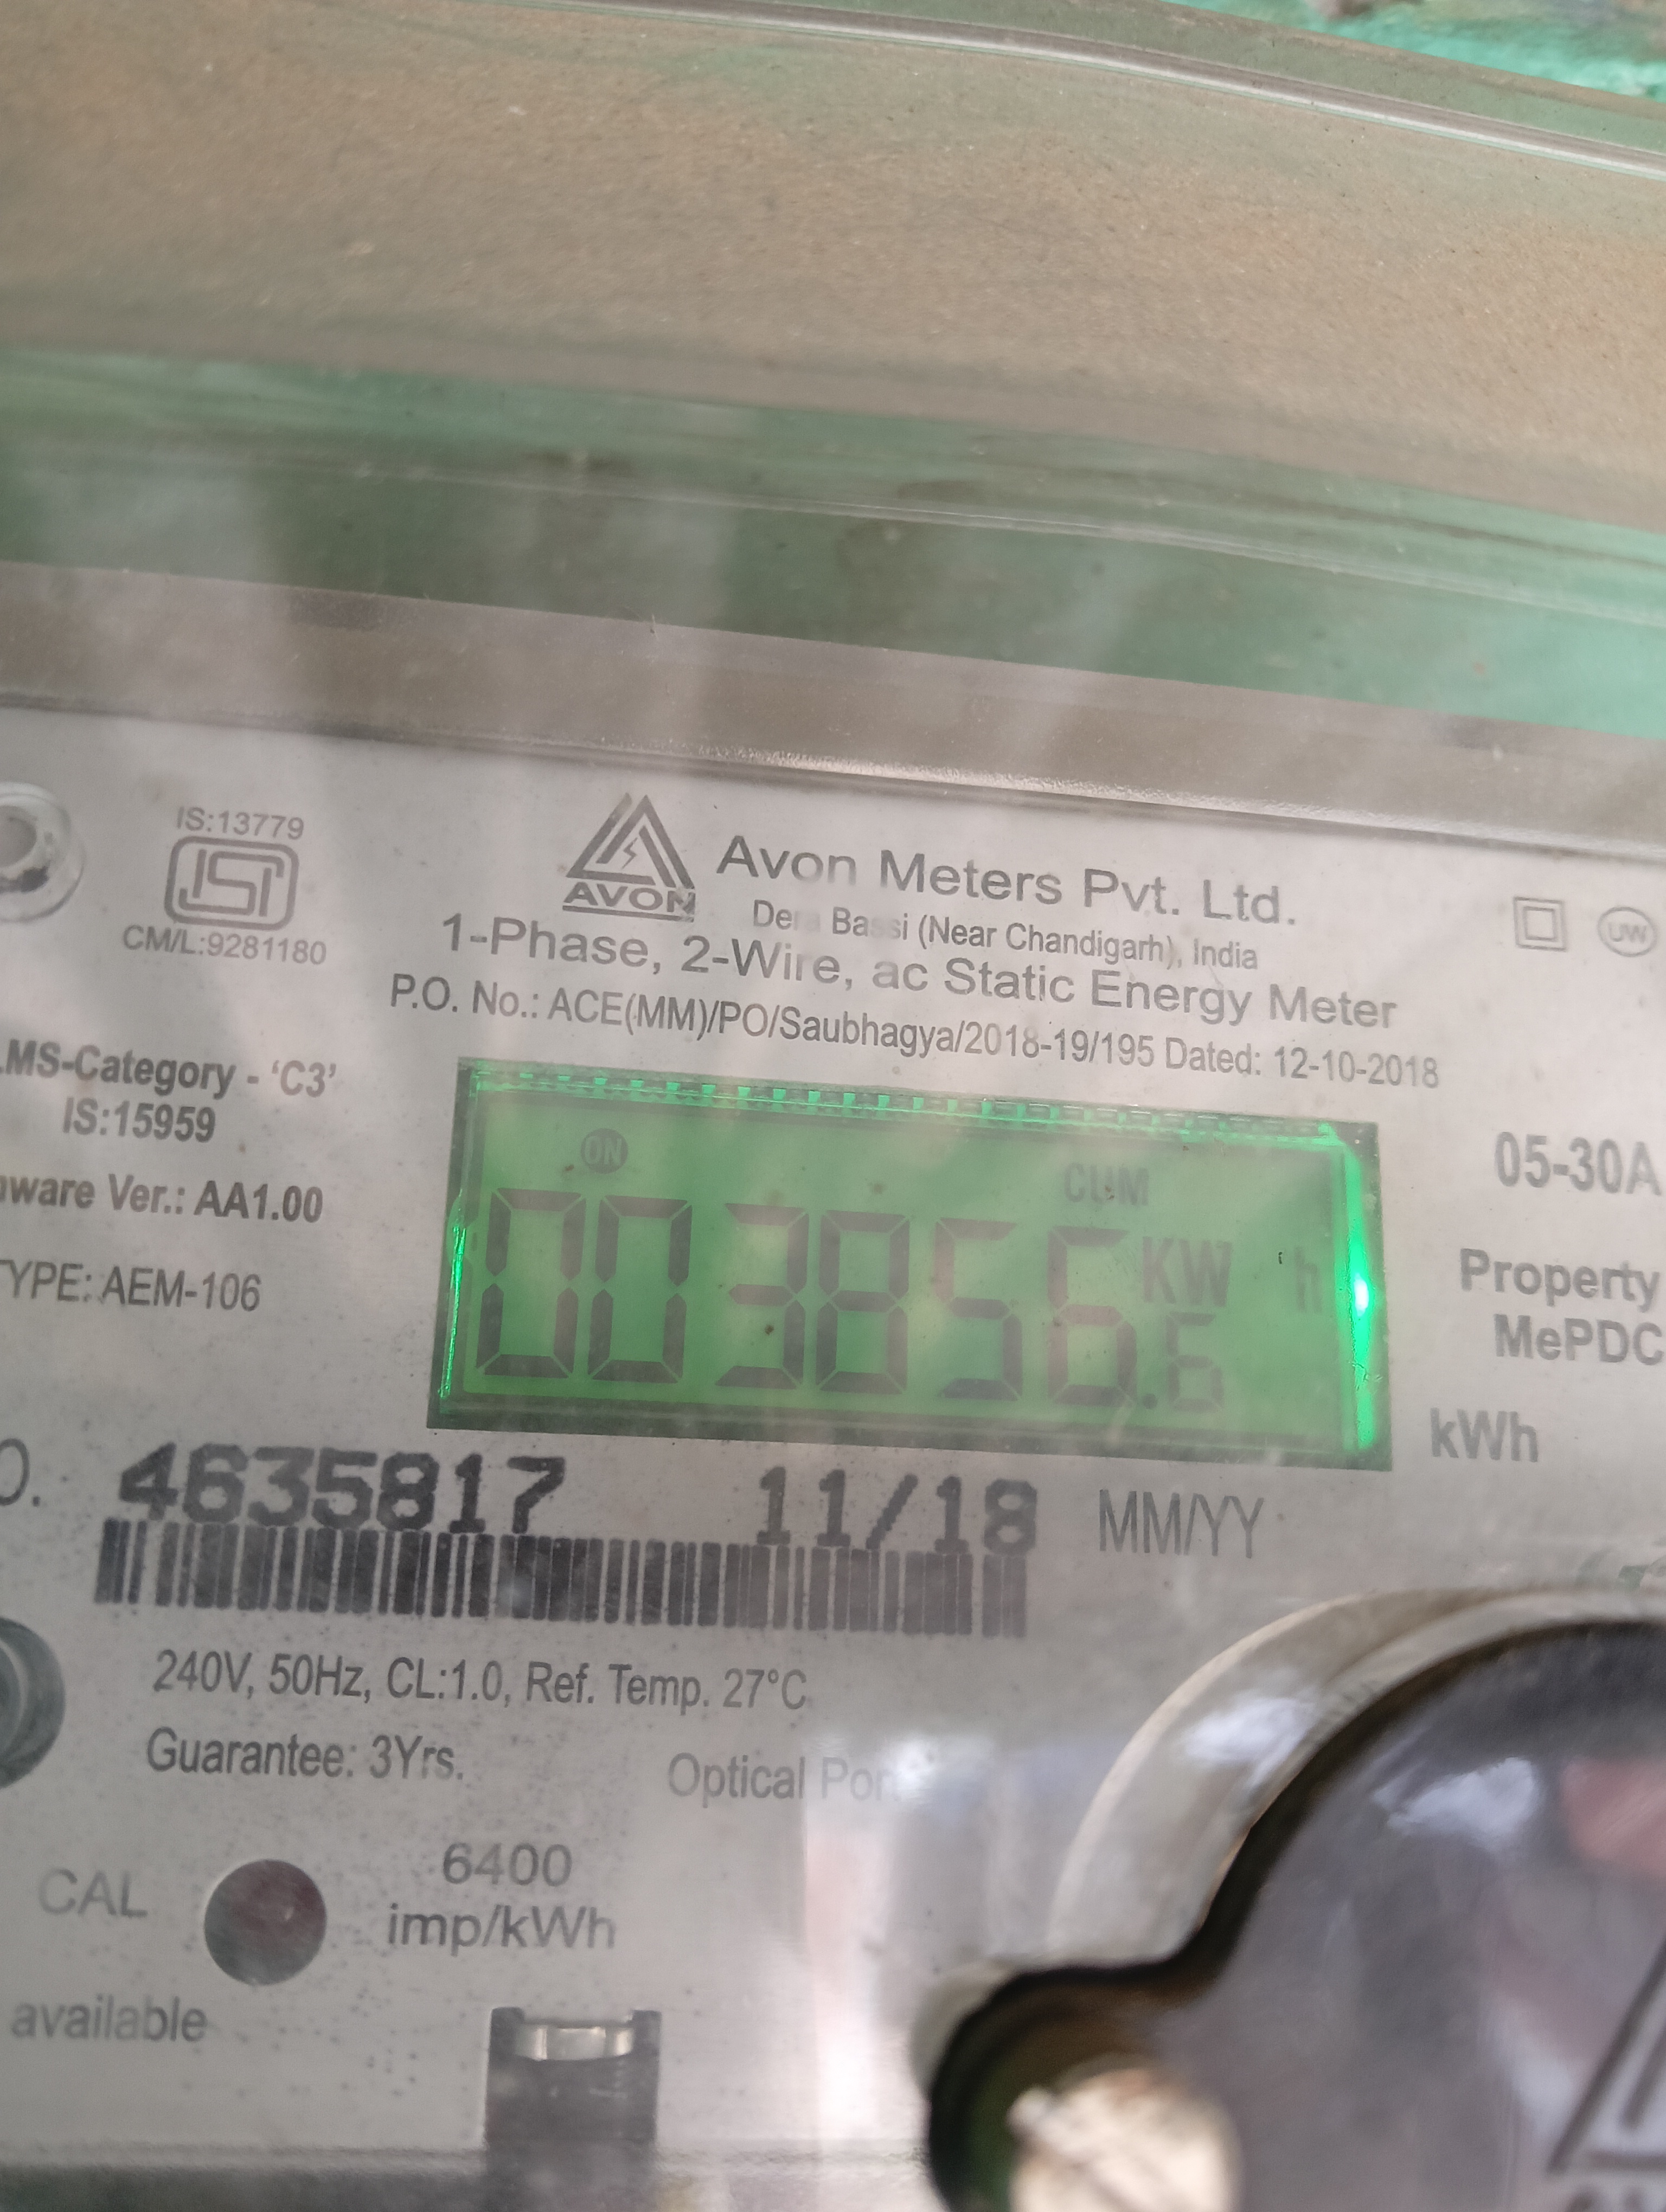 IS:13779
ISI
CM/L:9281180
AVON
Avon Meters Pvt. Ltd.
Dera Bassi (Near Chandigarh), India
1-Phase, 2-Wire, ac Static Energy Meter
P.O. No.: ACE(MM)/PO/Saubhagya/2018-19/195 Dated: 12-10-2018
UW
MS-Category - ‘C3’
IS:15959
Ver.: AA1.00
TYPE: AEM-106
ON
CUM
003856.6 KW h
05-30A
Property
MePDC
kWh
4635817 11/18 MM/YY
240V, 50Hz, CL:1.0, Ref. Temp. 27°C
Guarantee: 3Yrs.
Optical Port
CAL
6400
imp/kWh
available